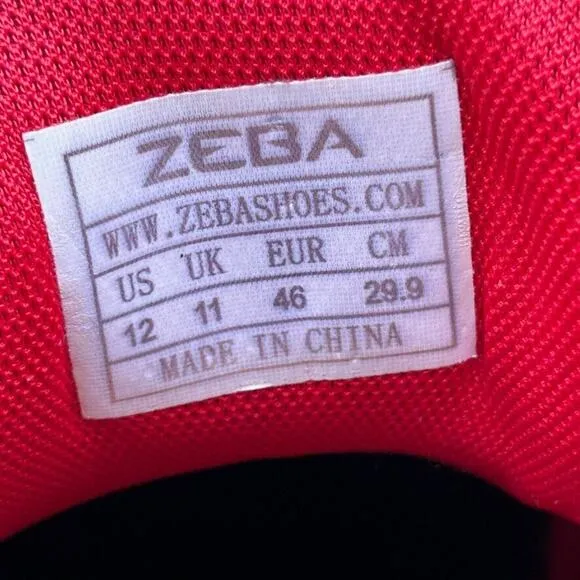 ZEBA
WWW.ZEBASHOES.COM
US UK EUR CM
12 11 46 29.9
MADE IN CHINA